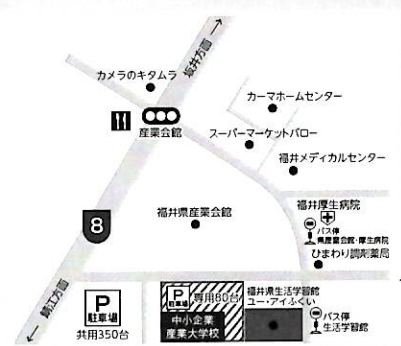 坂井方面
カメラのキタムラ
カーマホームセンター
産業会館
スーパーマーケットバロー
福井メディカルセンター
福井県産業会館
福井厚生病院
バス停
県産業会館・厚生病院
ひまわり調剤薬局
8
鯖江方面
P
駐車場
共用350台
P
駐車場
専用80台
中小企業
産業大学校
福井県生活学習館
ユー・アイふくい
バス停
生活学習館